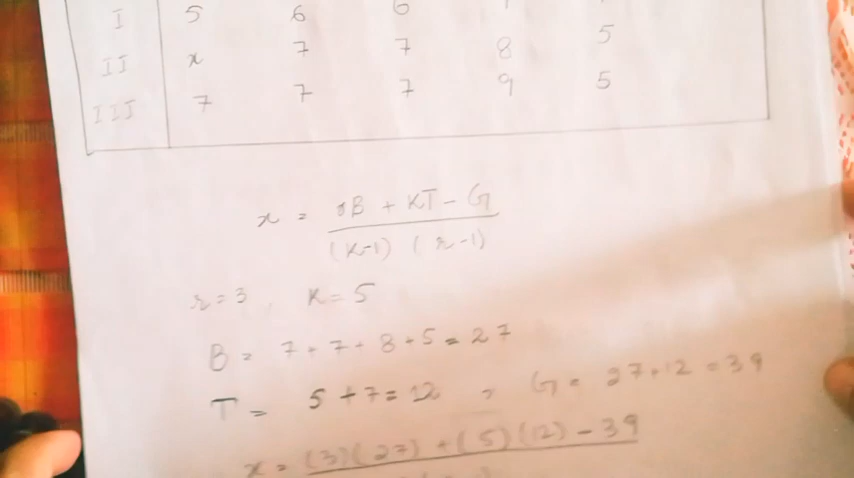 I 5 6 6
II x 7 7 8 5
III 7 7 7 9 5
x = rB + KT - G
(K-1) (r-1)
r = 3 , K = 5
B = 7 + 7 + 8 + 5 = 27
T = 5 + 7 = 12 , G = 27 + 12 = 39
x = (3)(27) + (5)(12) - 39